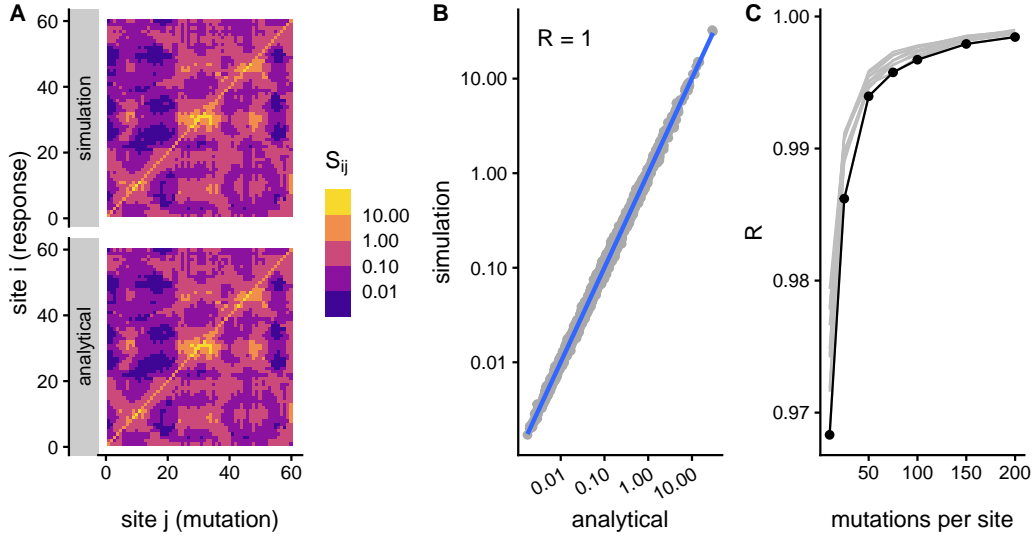 A
site i (response)
simulation
60
40
20
0
analytical
60
40
20
0
0
20
40
60
site j (mutation)
S_ij
10.00
1.00
0.10
0.01
B
R = 1
simulation
10.00
1.00
0.10
0.01
0.01
0.10
1.00
10.00
analytical
C
R
1.00
0.99
0.98
0.97
50
100
150
200
mutations per site